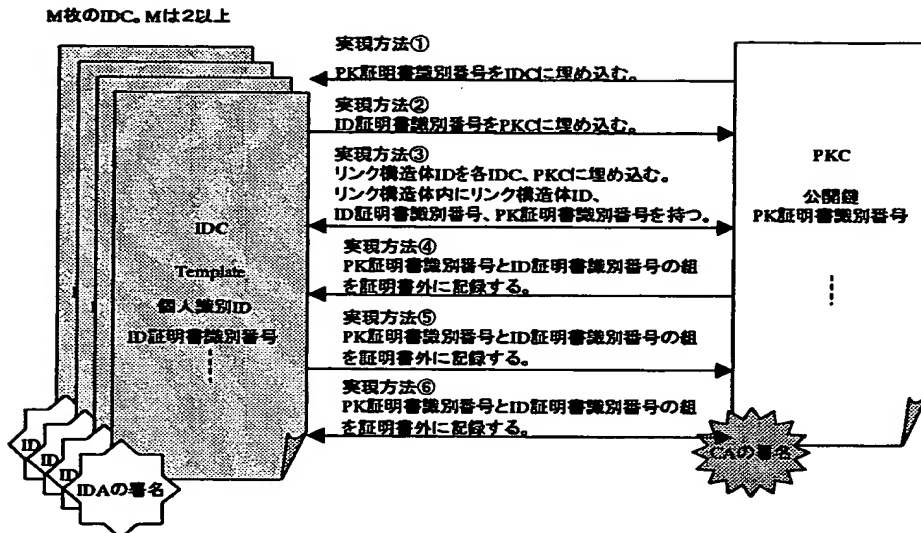 M枚のIDC。Mは2以上
実現方法①
PK証明書識別番号をIDCに埋め込む。
実現方法②
ID証明書識別番号をPKCに埋め込む。
実現方法③
リンク構造体IDを各IDC、PKCに埋め込む。
リンク構造体内にリンク構造体ID、
ID証明書識別番号、PK証明書識別番号を持つ。
実現方法④
PK証明書識別番号とID証明書識別番号の組
を証明書外に記録する。
実現方法⑤
PK証明書識別番号とID証明書識別番号の組
を証明書外に記録する。
実現方法⑥
PK証明書識別番号とID証明書識別番号の組
を証明書外に記録する。
IDC
Template
個人識別ID
ID証明書識別番号
ID
ID
ID
IDAの署名
PKC
公開鍵
PK証明書識別番号
CAの署名